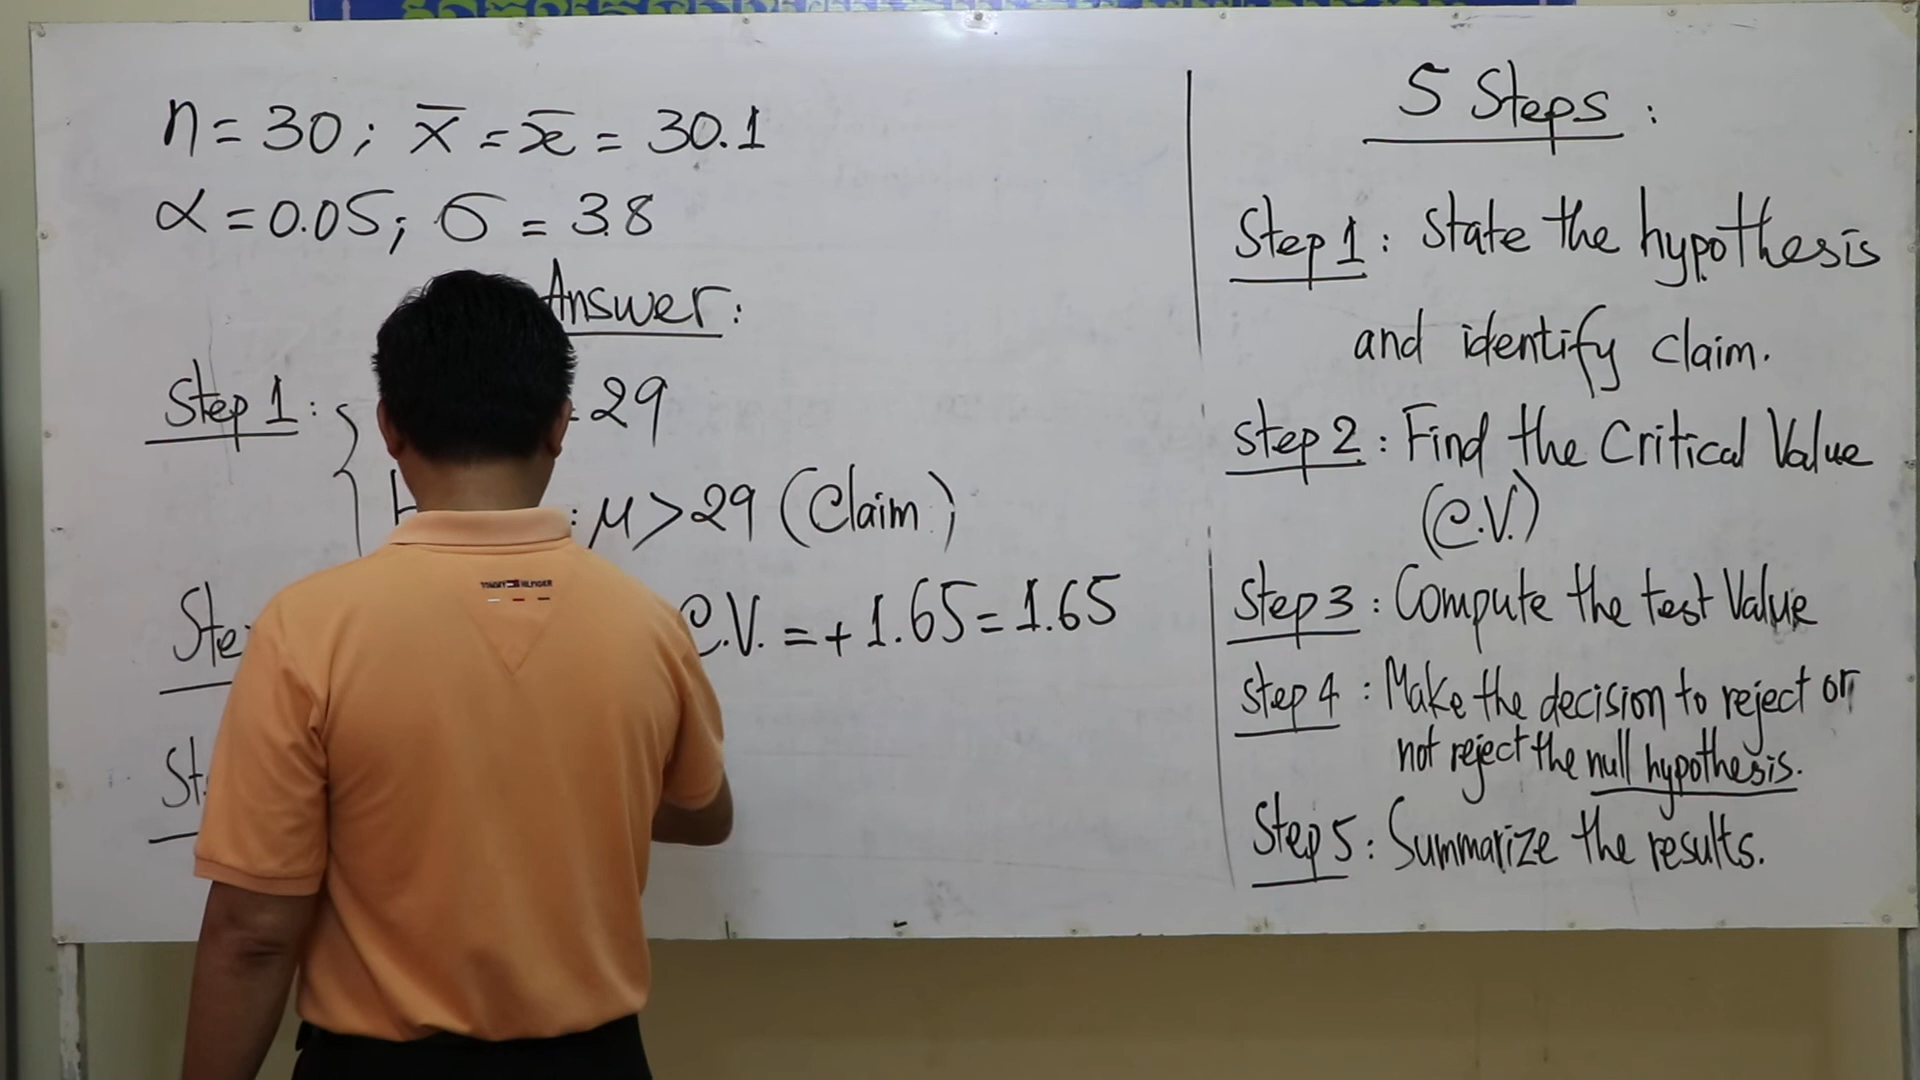 n = 30 ; x̄ = x̄ = 30.1
α = 0.05 ; σ = 3.8
Answer :
Step 1 : 29
: μ > 29 (Claim)
C.V. = + 1.65 = 1.65
TOMMY HILFIGER
5 Steps :
Step 1 : State the hypothesis
and identify claim.
Step 2 : Find the Critical Value
(C.V.)
Step 3 : Compute the test Value
Step 4 : Make the decision to reject or
not reject the null hypothesis.
Step 5 : Summarize the results.